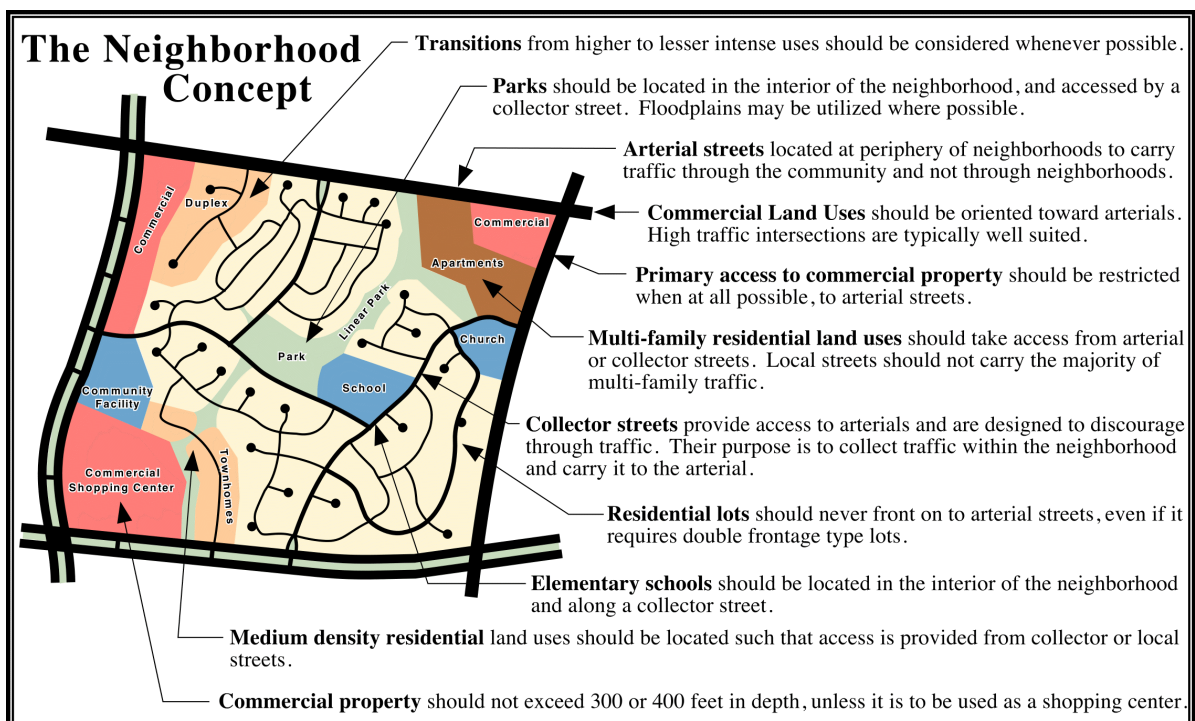 The Neighborhood
Concept
Transitions from higher to lesser intense uses should be considered whenever possible.
Parks should be located in the interior of the neighborhood, and accessed by a
collector street. Floodplains may be utilized where possible.
Arterial streets located at periphery of neighborhoods to carry
traffic through the community and not through neighborhoods.
Commercial Land Uses should be oriented toward arterials.
High traffic intersections are typically well suited.
Primary access to commercial property should be restricted
when at all possible, to arterial streets.
Multi-family residential land uses should take access from arterial
or collector streets. Local streets should not carry the majority of
multi-family traffic.
Collector streets provide access to arterials and are designed to discourage
through traffic. Their purpose is to collect traffic within the neighborhood
and carry it to the arterial.
Residential lots should never front on to arterial streets, even if it
requires double frontage type lots.
Elementary schools should be located in the interior of the neighborhood
and along a collector street.
Medium density residential land uses should be located such that access is provided from collector or local
streets.
Commercial property should not exceed 300 or 400 feet in depth, unless it is to be used as a shopping center.
Commercial
Duplex
Commercial
Apartments
Linear Park
Park
Church
School
Community
Facility
Commercial
Shopping Center
Townhomes